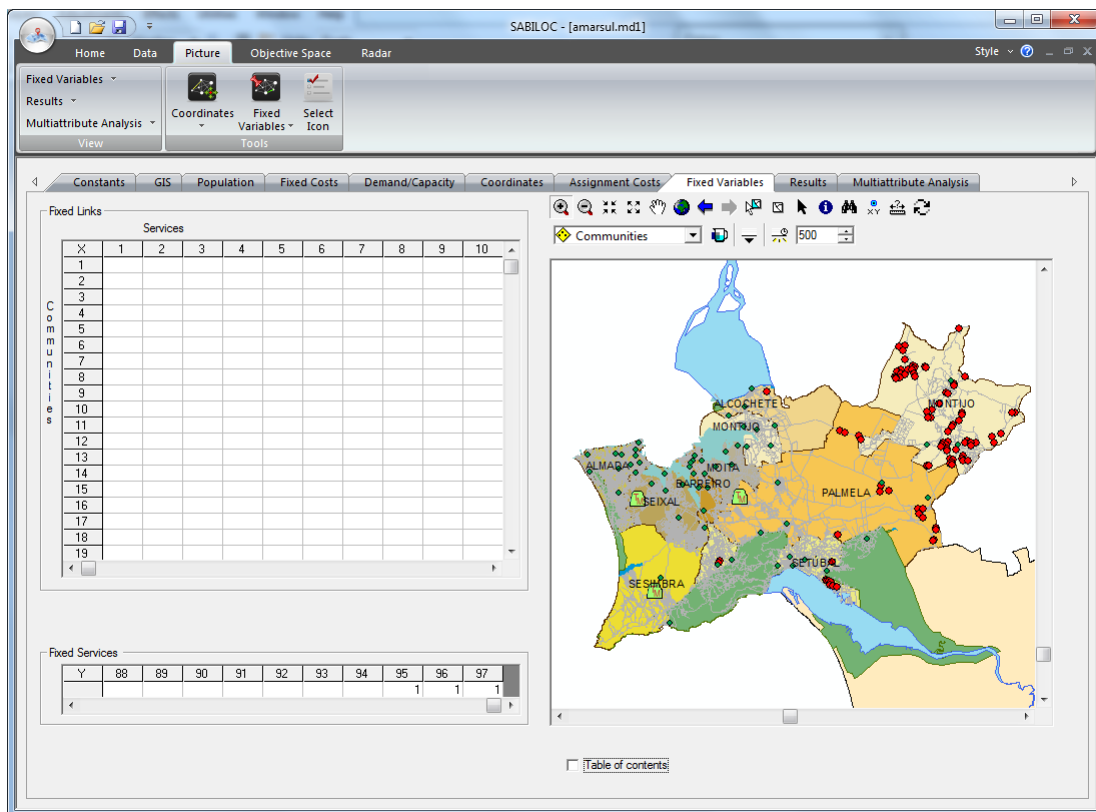 SABILOC - [amarsul.md1]
Home Data Picture Objective Space Radar Style
Fixed Variables
Results
Multiattribute Analysis
View
Coordinates
Fixed Variables
Select Icon
Tools
Constants GIS Population Fixed Costs Demand/Capacity Coordinates Assignment Costs Fixed Variables Results Multiattribute Analysis
Fixed Links
Services
Communities
X 1 2 3 4 5 6 7 8 9 10
1
2
3
4
5
6
7
8
9
10
11
12
13
14
15
16
17
18
19
Fixed Services
Y 88 89 90 91 92 93 94 95 96 97
1 1 1
XY
Communities 500
ALCOCHETE
MONTIJO
MONTIJO
ALMADA
MOITA
BARREIRO
SEIXAL
PALMELA
SETÚBAL
SESIMBRA
Table of contents